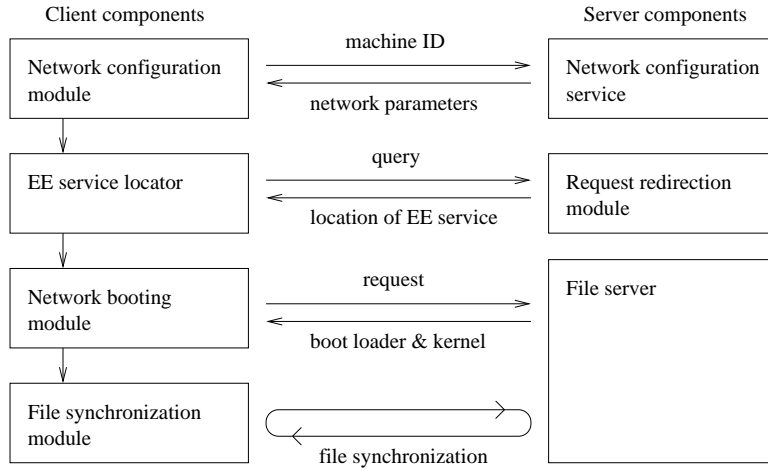 Client components
Server components
Network configuration
module
machine ID
network parameters
Network configuration
service
EE service locator
query
location of EE service
Request redirection
module
Network booting
module
request
boot loader & kernel
File server
File synchronization
module
file synchronization